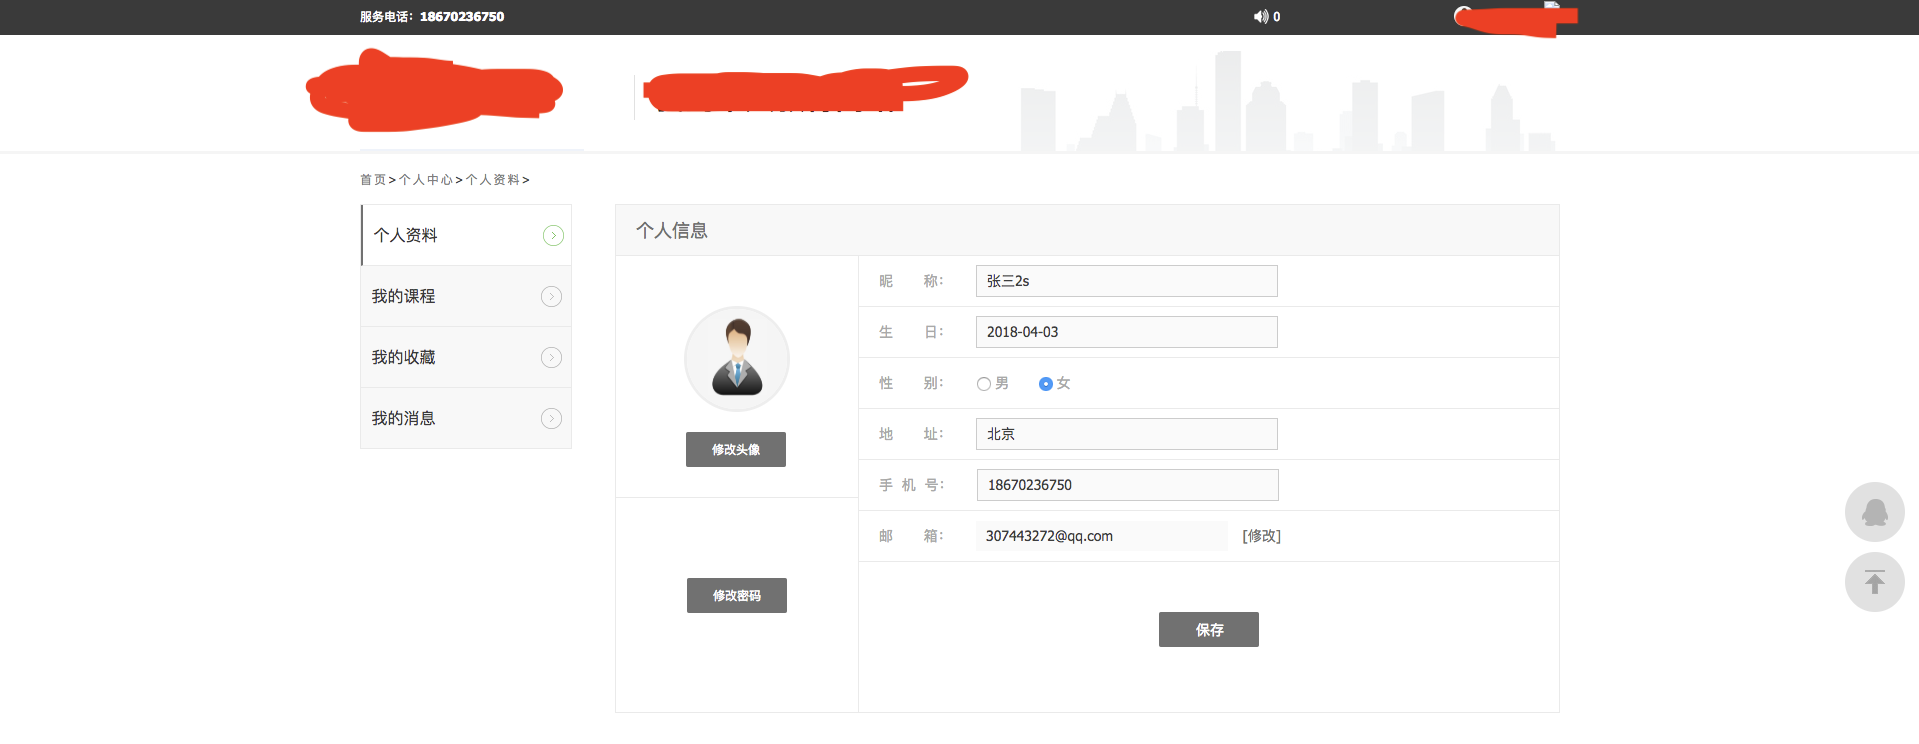 服务电话：18670236750
0
首页>个人中心>个人资料>
个人资料
我的课程
我的收藏
我的消息
个人信息
修改头像
修改密码
昵 称： 张三2s
生 日： 2018-04-03
性 别： 男 女
地 址： 北京
手 机 号： 18670236750
邮 箱： 307443272@qq.com [修改]
保存